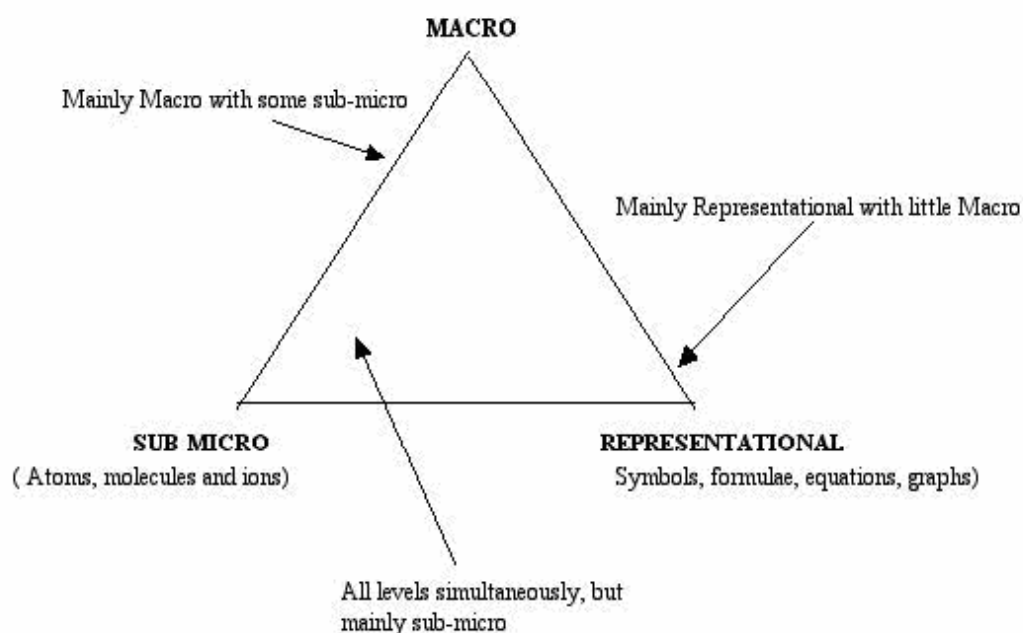 MACRO
Mainly Macro with some sub-micro
Mainly Representational with little Macro
SUB MICRO
( Atoms, molecules and ions)
REPRESENTATIONAL
Symbols, formulae, equations, graphs)
All levels simultaneously, but
mainly sub-micro